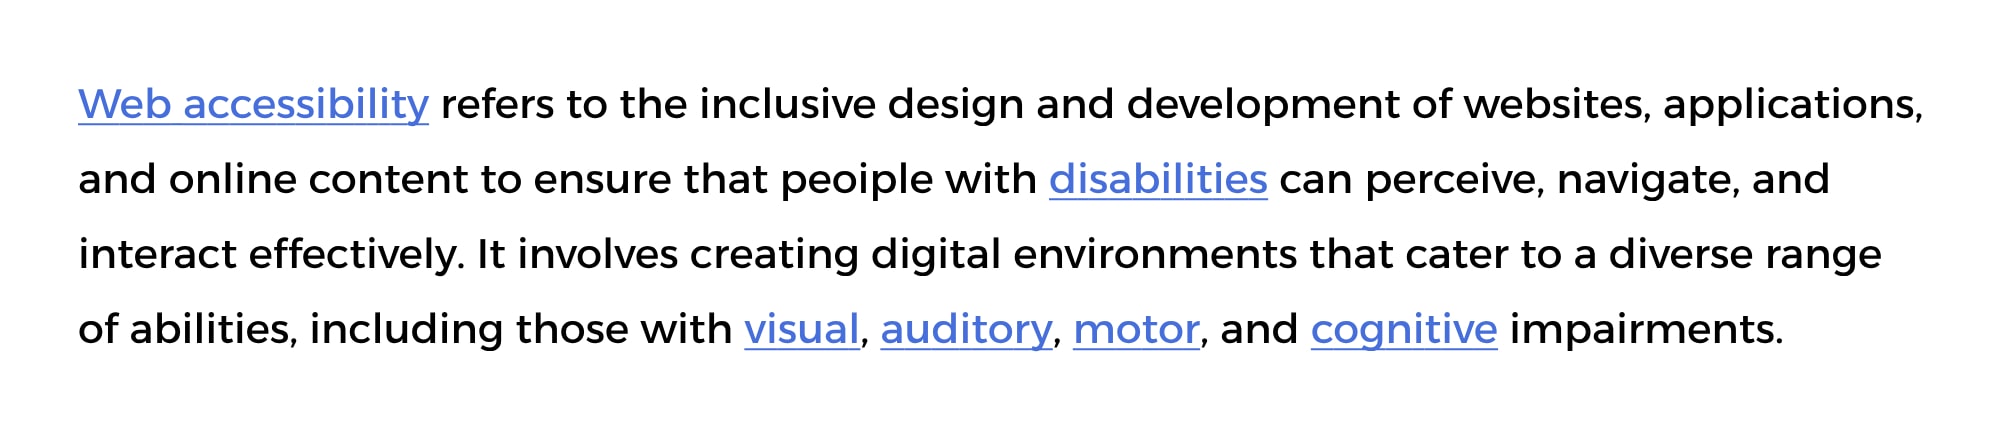 Web accessibility refers to the inclusive design and development of websites, applications,
and online content to ensure that peoiple with disabilities can perceive, navigate, and
interact effectively. It involves creating digital environments that cater to a diverse range
of abilities, including those with visual, auditory, motor, and cognitive impairments.